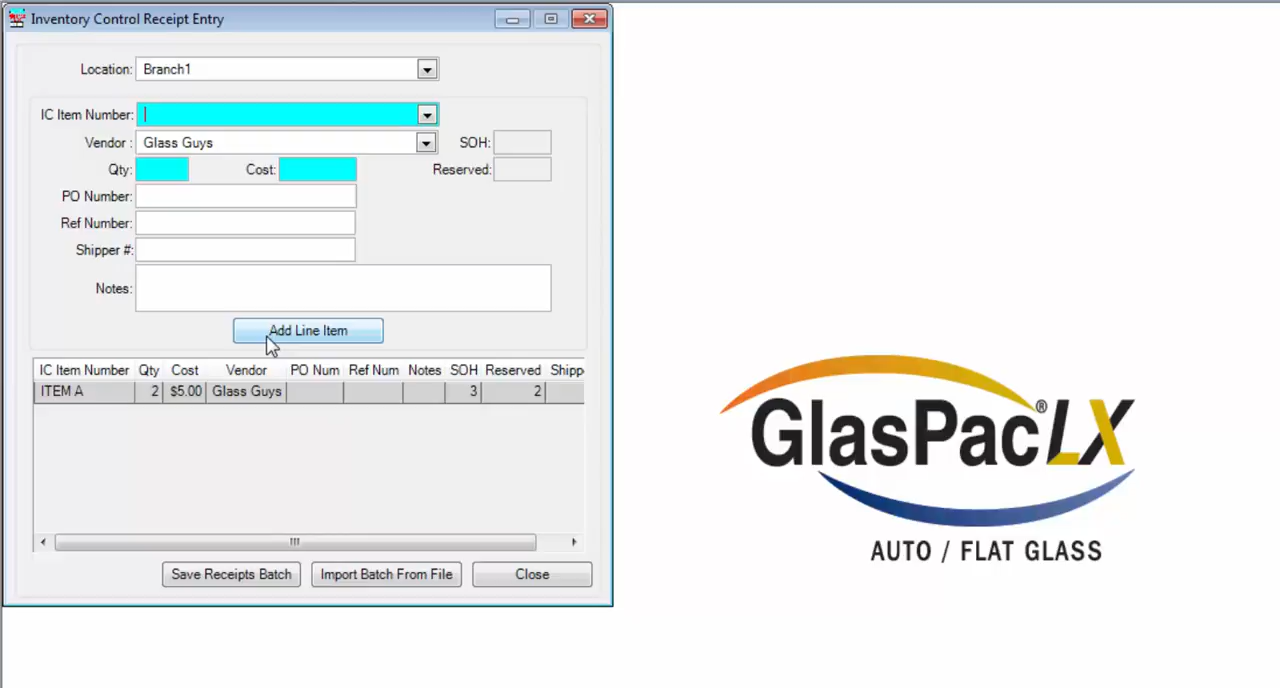 Inventory Control Receipt Entry
Location: Branch1
IC Item Number:
Vendor : Glass Guys SOH:
Qty: Cost: Reserved:
PO Number:
Ref Number:
Shipper #:
Notes:
Add Line Item
IC Item Number Qty Cost Vendor PO Num Ref Num Notes SOH Reserved Shipp
ITEM A 2 $5.00 Glass Guys 3 2
Save Receipts Batch Import Batch From File Close
GlasPac® LX
AUTO / FLAT GLASS